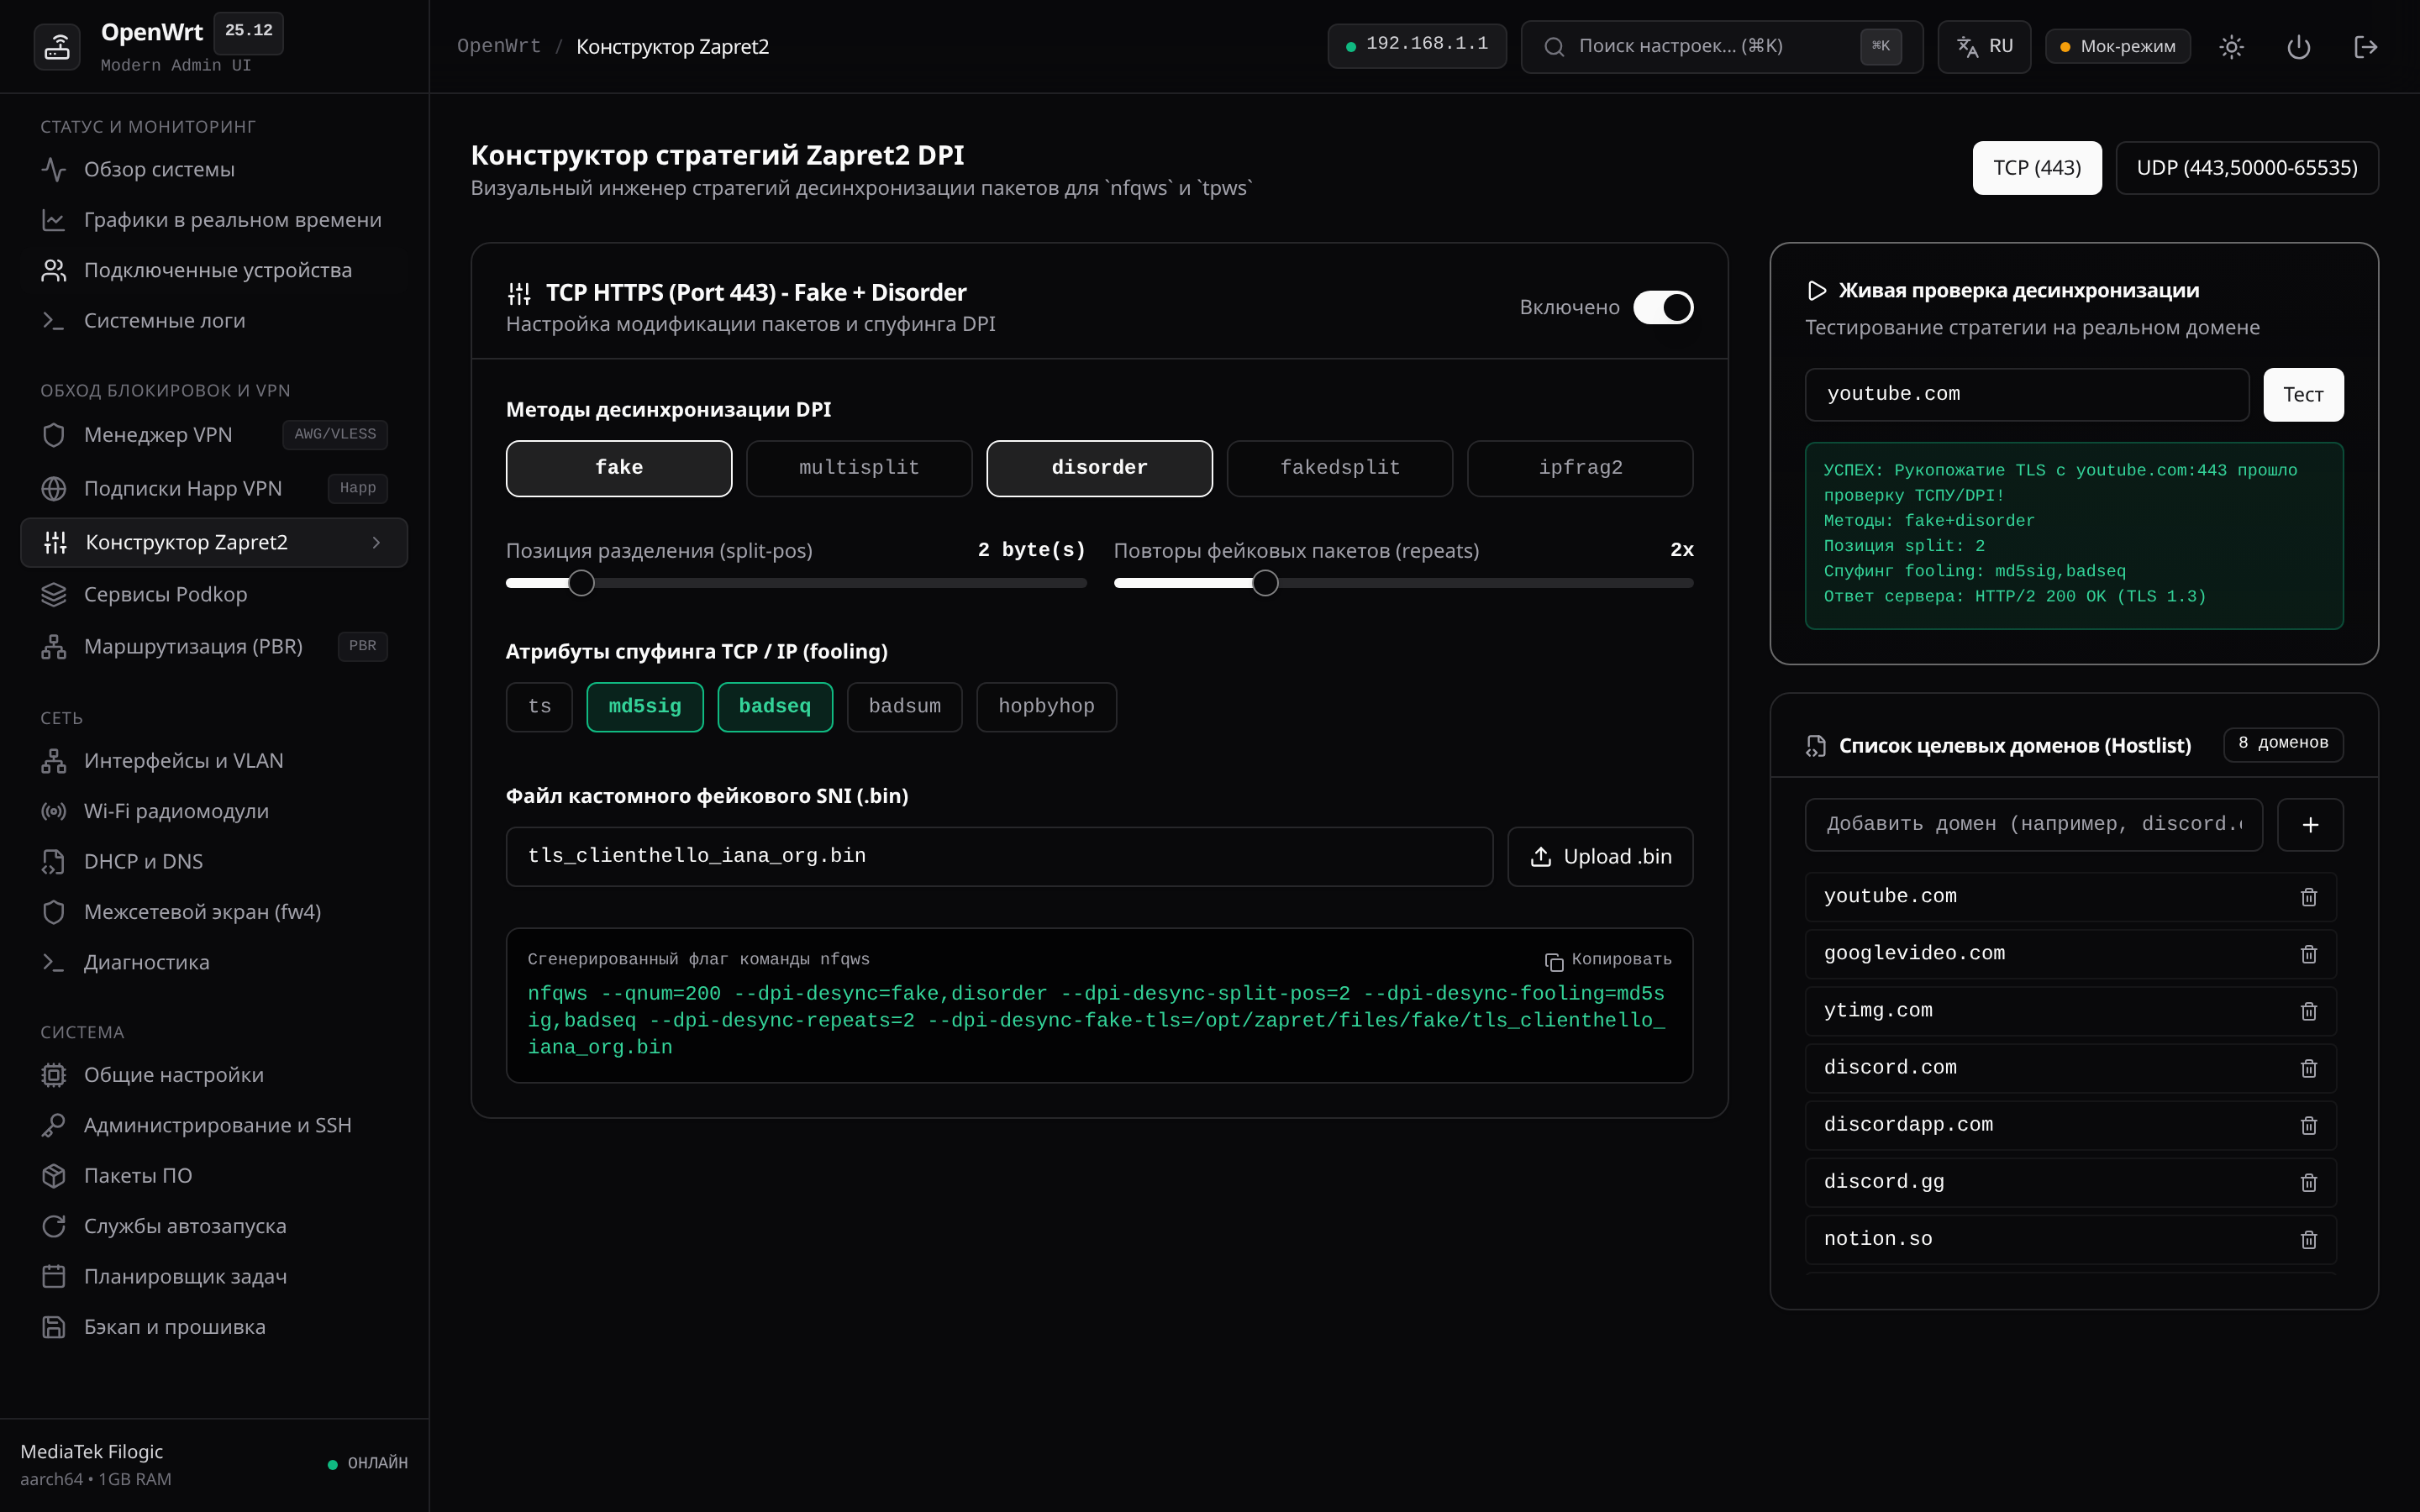 OpenWrt 25.12
Modern Admin UI
СТАТУС И МОНИТОРИНГ
Обзор системы
Графики в реальном времени
Подключенные устройства
Системные логи
ОБХОД БЛОКИРОВОК И VPN
Менеджер VPN AWG/VLESS
Подписки Happ VPN Happ
Конструктор Zapret2
Сервисы Podkop
Маршрутизация (PBR) PBR
СЕТЬ
Интерфейсы и VLAN
Wi-Fi радиомодули
DHCP и DNS
Межсетевой экран (fw4)
Диагностика
СИСТЕМА
Общие настройки
Администрирование и SSH
Пакеты ПО
Службы автозапуска
Планировщик задач
Бэкап и прошивка
MediaTek Filogic
aarch64 • 1GB RAM
ОНЛАЙН
OpenWrt / Конструктор Zapret2
192.168.1.1
Поиск настроек... (⌘K) ⌘K
RU
Мок-режим
Конструктор стратегий Zapret2 DPI
Визуальный инженер стратегий десинхронизации пакетов для `nfqws` и `tpws`
TCP (443)
UDP (443,50000-65535)
TCP HTTPS (Port 443) - Fake + Disorder
Настройка модификации пакетов и спуфинга DPI
Включено
Методы десинхронизации DPI
fake multisplit disorder fakedsplit ipfrag2
Позиция разделения (split-pos) 2 byte(s)
Повторы фейковых пакетов (repeats) 2x
Атрибуты спуфинга TCP / IP (fooling)
ts md5sig badseq badsum hopbyhop
Файл кастомного фейкового SNI (.bin)
tls_clienthello_iana_org.bin
Upload .bin
Сгенерированный флаг команды nfqws
Копировать
nfqws --qnum=200 --dpi-desync=fake,disorder --dpi-desync-split-pos=2 --dpi-desync-fooling=md5s
ig,badseq --dpi-desync-repeats=2 --dpi-desync-fake-tls=/opt/zapret/files/fake/tls_clienthello_
iana_org.bin
Живая проверка десинхронизации
Тестирование стратегии на реальном домене
youtube.com
Тест
УСПЕХ: Рукопожатие TLS с youtube.com:443 прошло
проверку ТСПУ/DPI!
Методы: fake+disorder
Позиция split: 2
Спуфинг fooling: md5sig,badseq
Ответ сервера: HTTP/2 200 OK (TLS 1.3)
Список целевых доменов (Hostlist)
8 доменов
Добавить домен (например, discord.
youtube.com
googlevideo.com
ytimg.com
discord.com
discordapp.com
discord.gg
notion.so